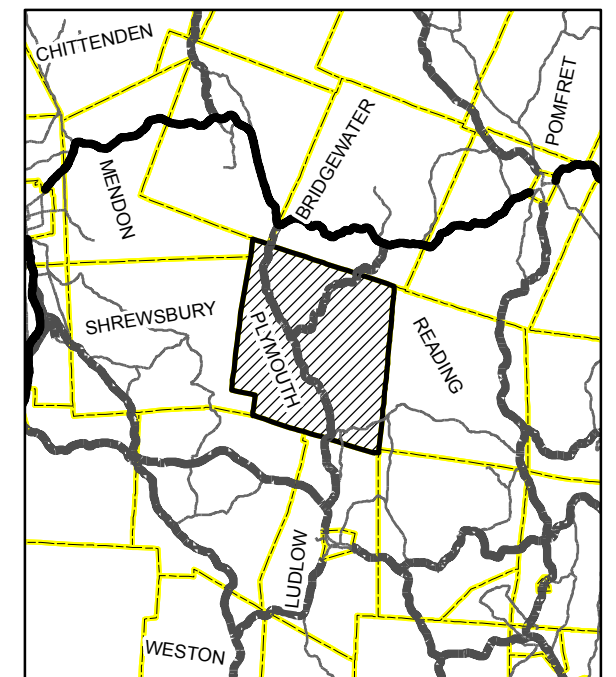 CHITTENDEN
POMFRET
BRIDGEWATER
MENDON
SHREWSBURY
PLYMOUTH
READING
LUDLOW
WESTON